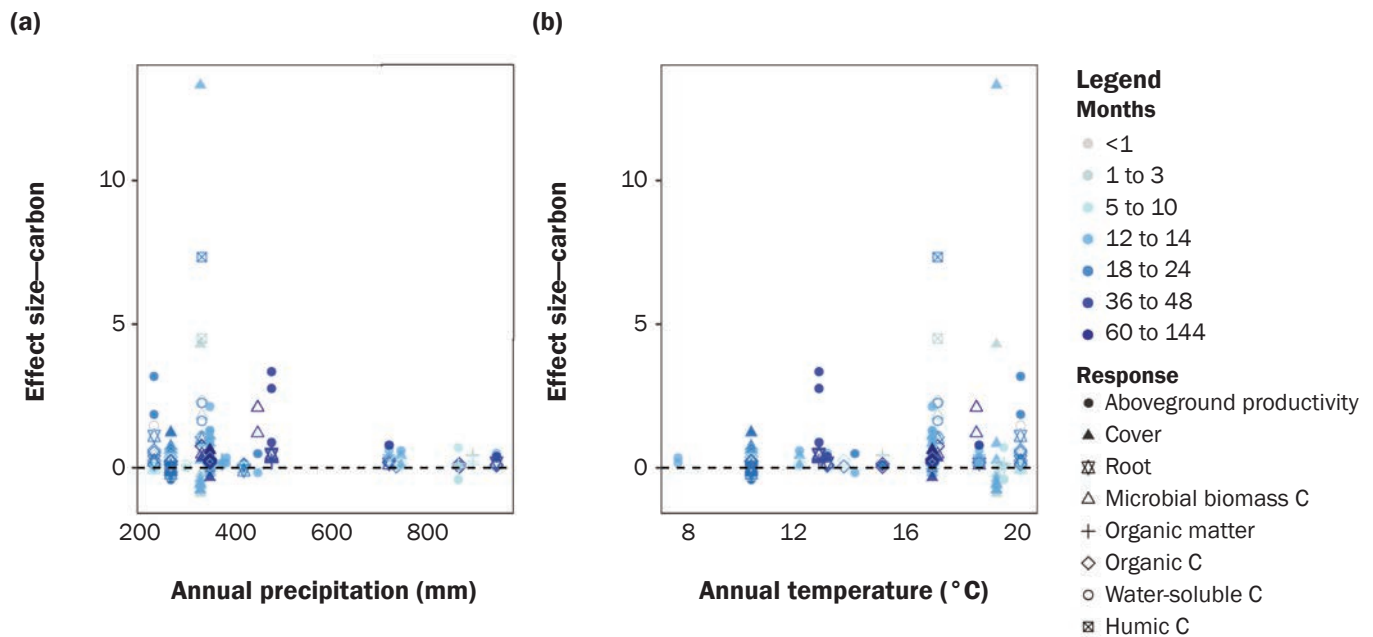 (a)
Effect size—carbon
10
5
0
200 400 600 800
Annual precipitation (mm)
(b)
Effect size—carbon
10
5
0
8 12 16 20
Annual temperature (°C)
Legend
Months
<1
1 to 3
5 to 10
12 to 14
18 to 24
36 to 48
60 to 144
Response
Aboveground productivity
Cover
Root
Microbial biomass C
Organic matter
Organic C
Water-soluble C
Humic C